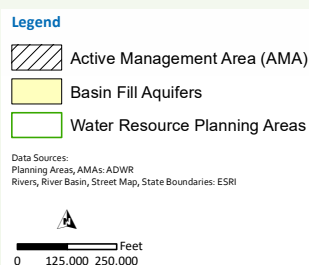 Legend
Active Management Area (AMA)
Basin Fill Aquifers
Water Resource Planning Areas
Data Sources:
Planning Areas, AMAs: ADWR
Rivers, River Basin, Street Map, State Boundaries: ESRI
Feet
0 125,000 250,000